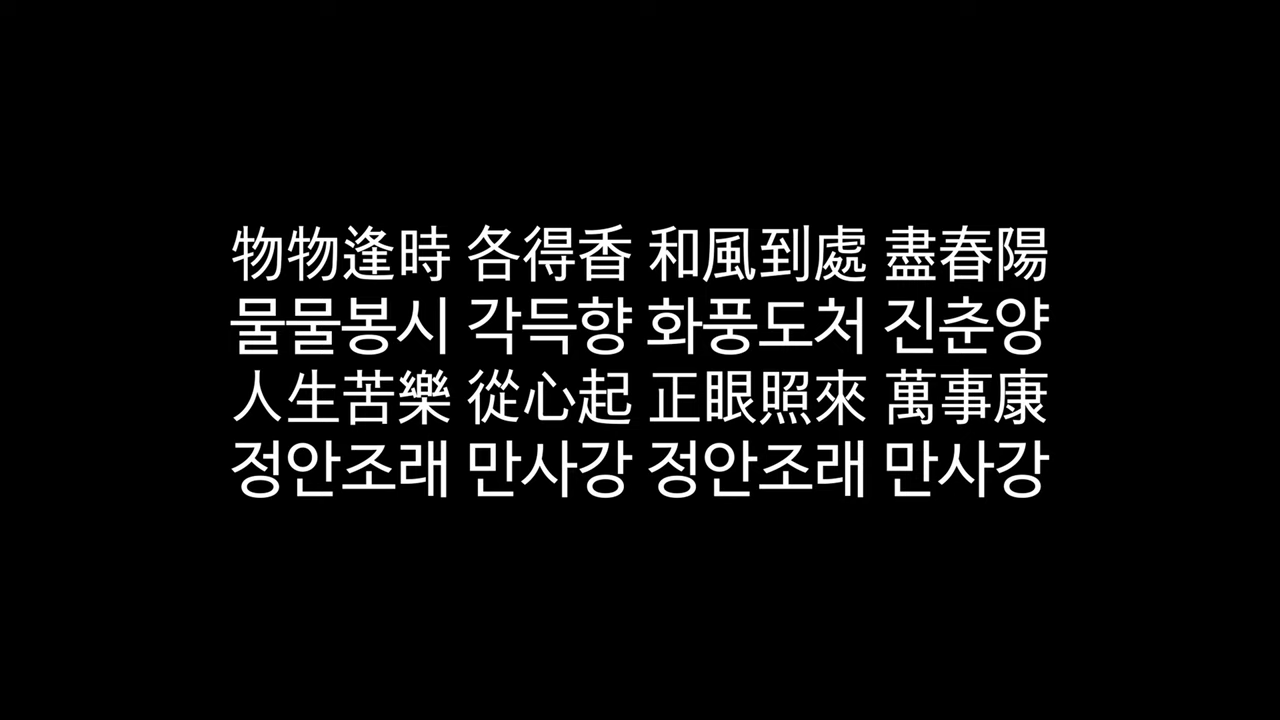 物物逢時 各得香 和風到處 盡春陽
물물봉시 각득향 화풍도처 진춘양
人生苦樂 從心起 正眼照來 萬事康
정안조래 만사강 정안조래 만사강